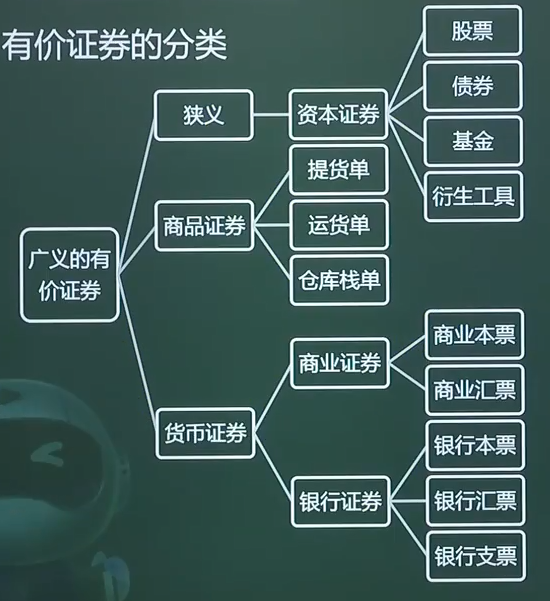 有价证券的分类
广义的有
价证券
狭义
资本证券
股票
债券
基金
衍生工具
商品证券
提货单
运货单
仓库栈单
货币证券
商业证券
商业本票
商业汇票
银行证券
银行本票
银行汇票
银行支票